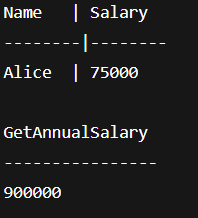 Name   | Salary
--------|--------
Alice  | 75000
GetAnnualSalary
----------------
900000